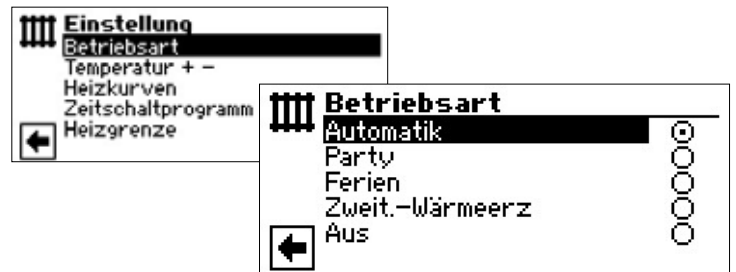 Einstellung
Betriebsart
Temperatur + −
Heizkurven
Zeitschaltprogramm
Heizgrenze
Betriebsart
Automatik
Party
Ferien
Zweit.-Wärmeerz
Aus